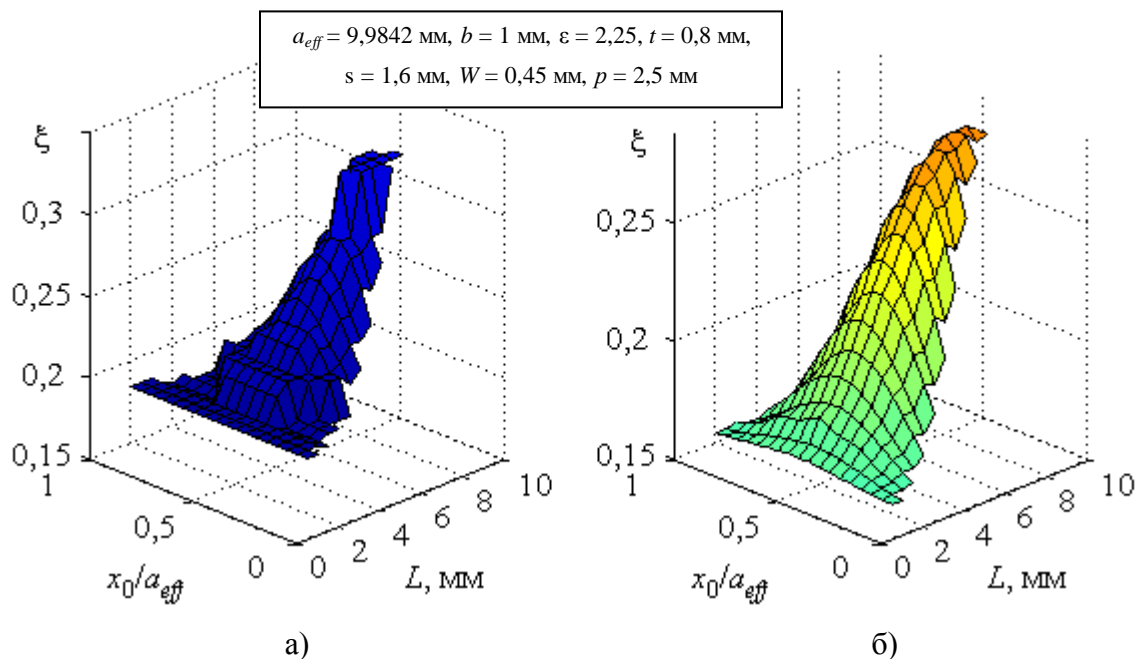 a_eff = 9,9842 мм, b = 1 мм, ε = 2,25, t = 0,8 мм,
s = 1,6 мм, W = 0,45 мм, p = 2,5 мм
ξ
0,3
0,25
0,2
0,15
1
0,5
0
x_0/a_eff
0
2
4
6
8
10
L, мм
а)
ξ
0,25
0,2
0,15
1
0,5
0
x_0/a_eff
0
2
4
6
8
10
L, мм
б)